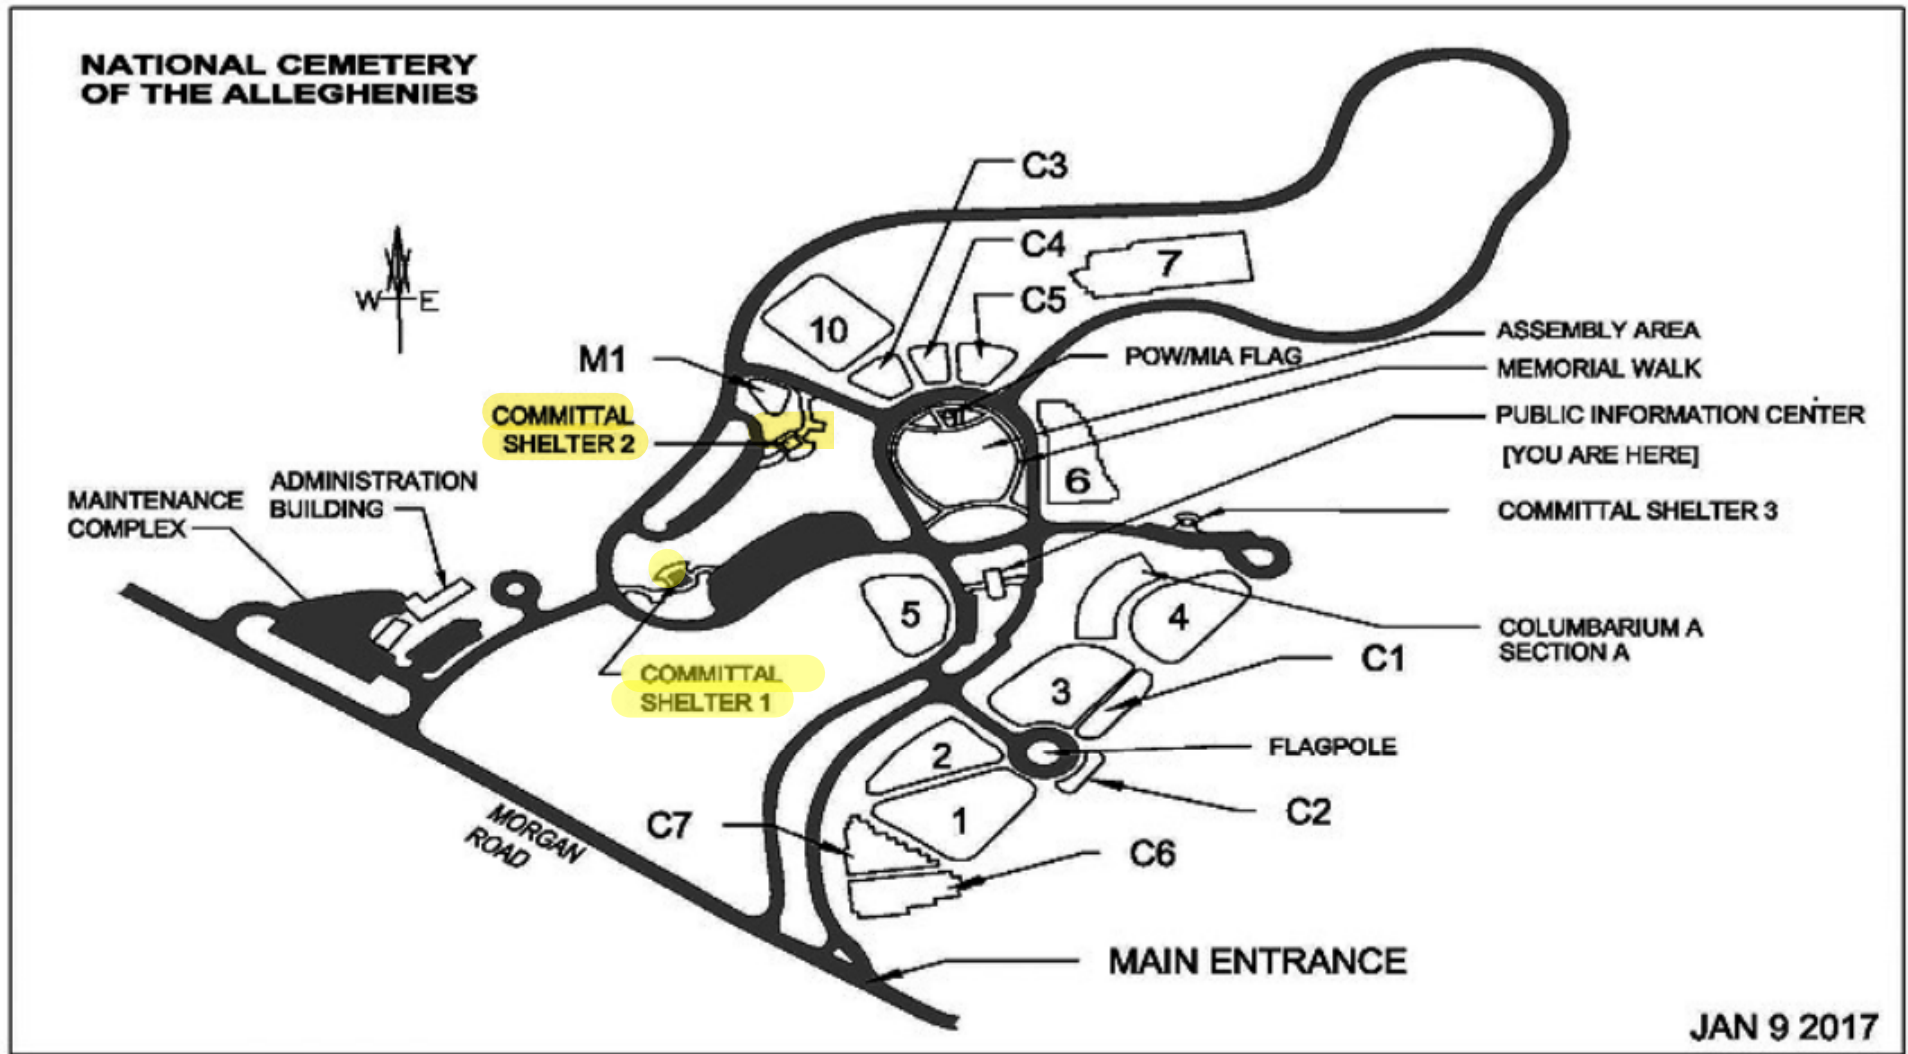 NATIONAL CEMETERY
OF THE ALLEGHENIES
C3
C4
7
C5
W E
10
ASSEMBLY AREA
M1
POW/MIA FLAG
MEMORIAL WALK
COMMITTAL
SHELTER 2
PUBLIC INFORMATION CENTER
[YOU ARE HERE]
6
ADMINISTRATION
BUILDING
MAINTENANCE
COMPLEX
COMMITTAL SHELTER 3
5
4
COLUMBARIUM A
SECTION A
C1
COMMITTAL
SHELTER 1
3
FLAGPOLE
2
C2
1
C7
MORGAN
ROAD
C6
MAIN ENTRANCE
JAN 9 2017